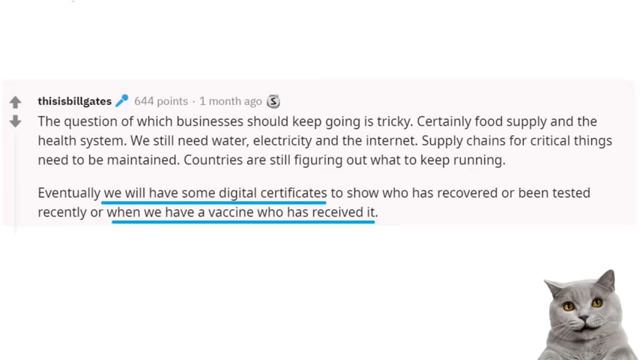 thisisbillgates 644 points · 1 month ago S
The question of which businesses should keep going is tricky. Certainly food supply and the
health system. We still need water, electricity and the internet. Supply chains for critical things
need to be maintained. Countries are still figuring out what to keep running.
Eventually we will have some digital certificates to show who has recovered or been tested
recently or when we have a vaccine who has received it.